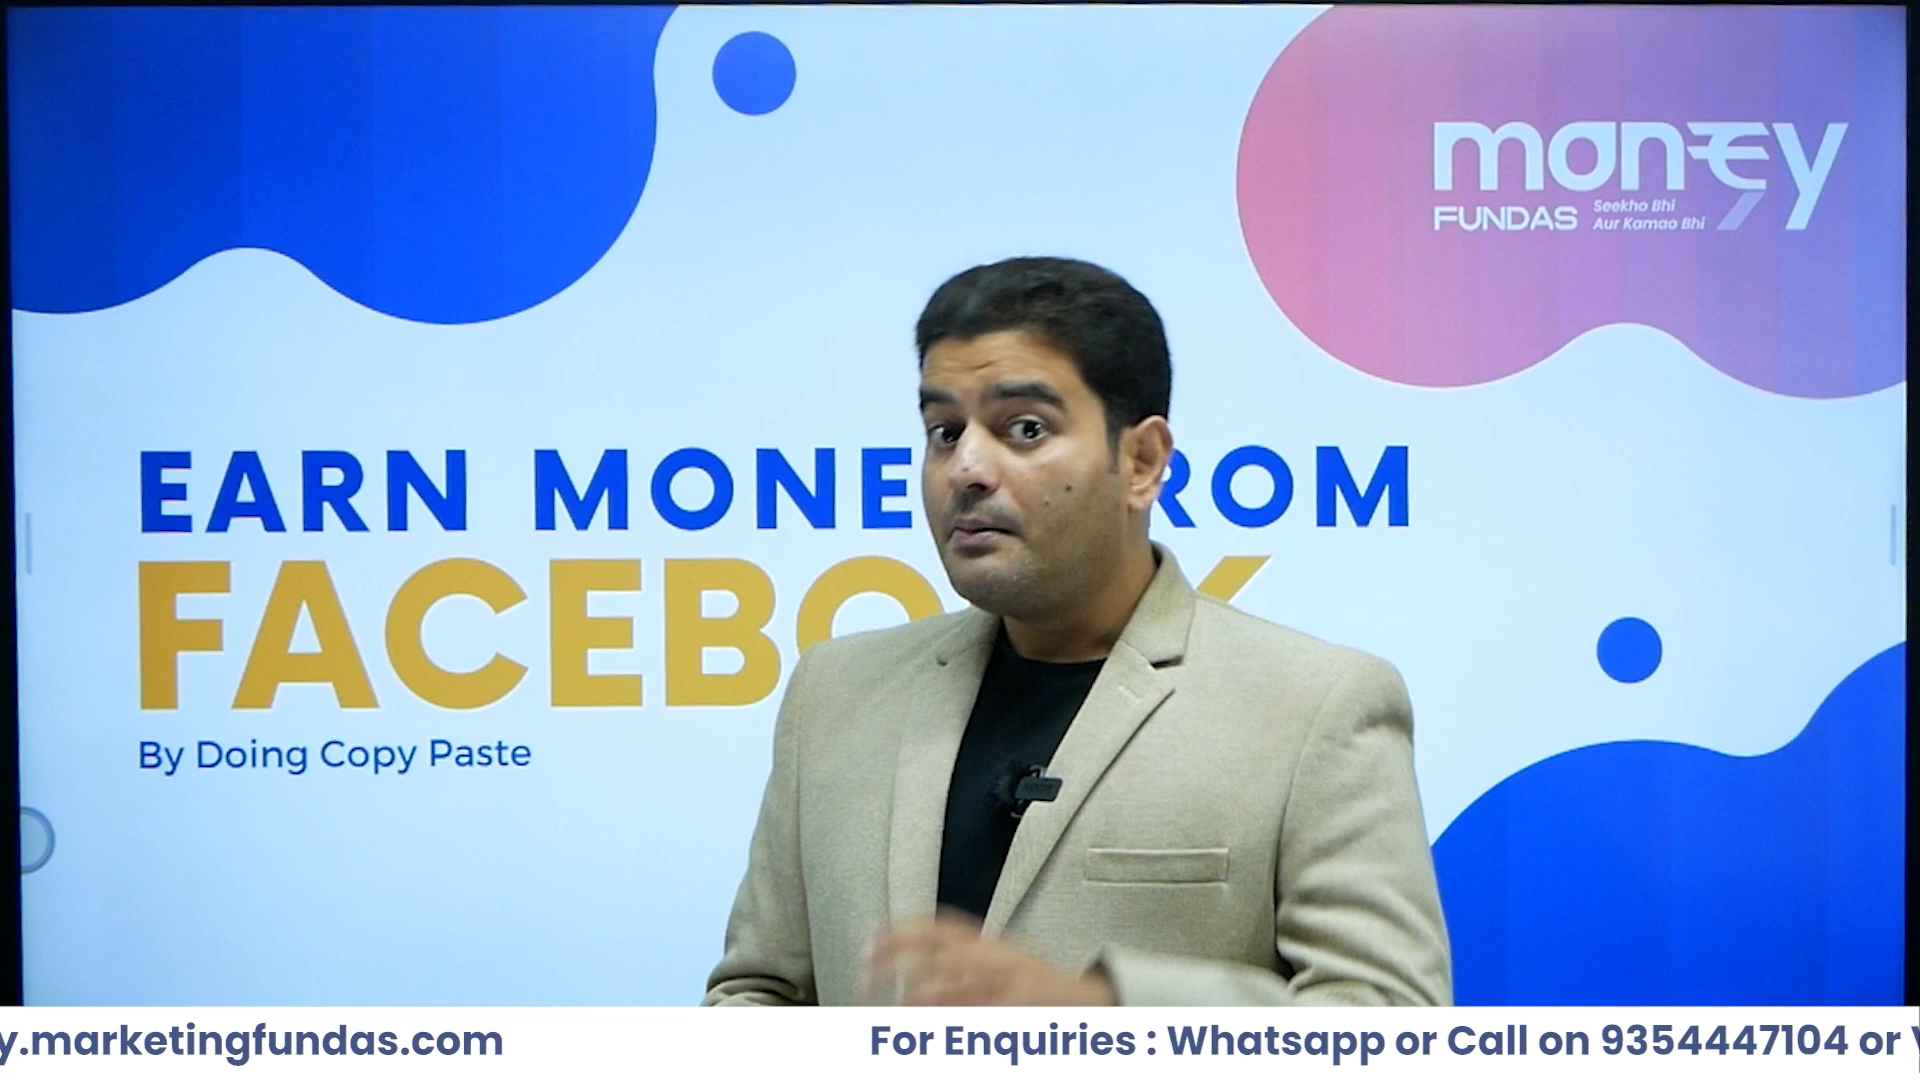 money
FUNDAS
Seekho Bhi
Aur Kamao Bhi
EARN MONE ROM
FACEBO K
By Doing Copy Paste
y.marketingfundas.com
For Enquiries : Whatsapp or Call on 9354447104 or